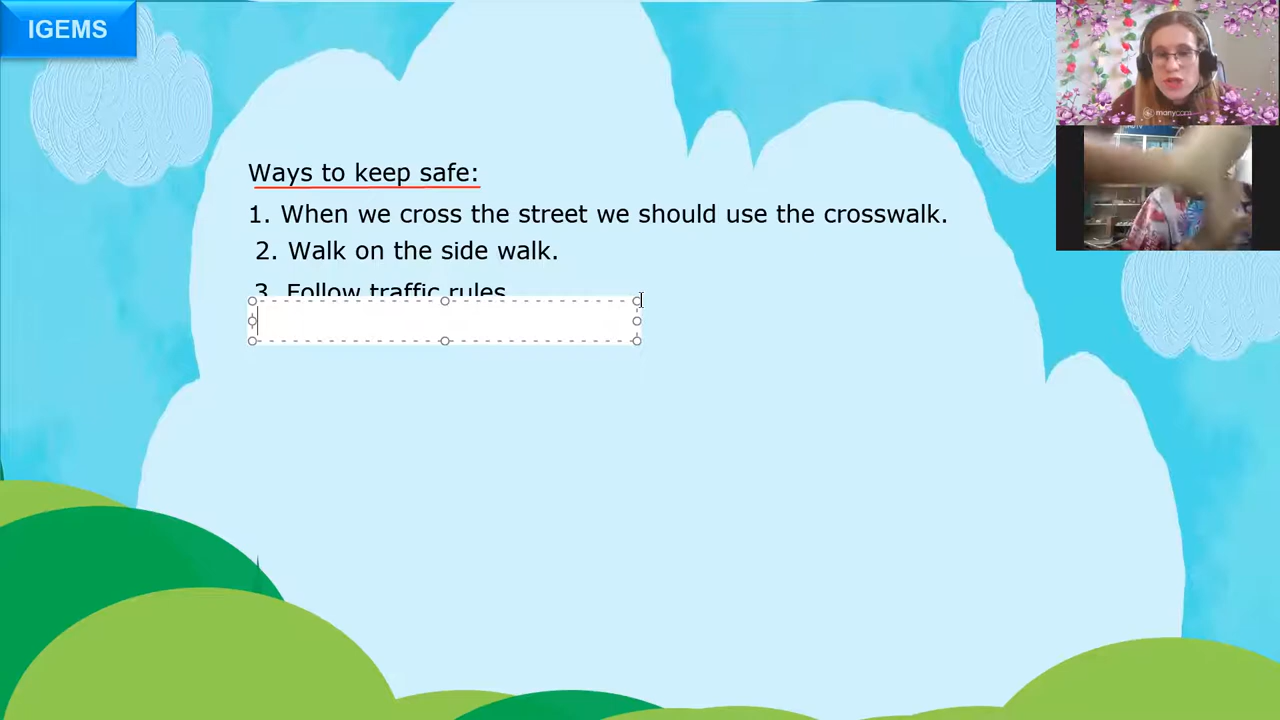 IGEMS
Ways to keep safe:
1. When we cross the street we should use the crosswalk.
2. Walk on the side walk.
3. Follow traffic rules
manycam